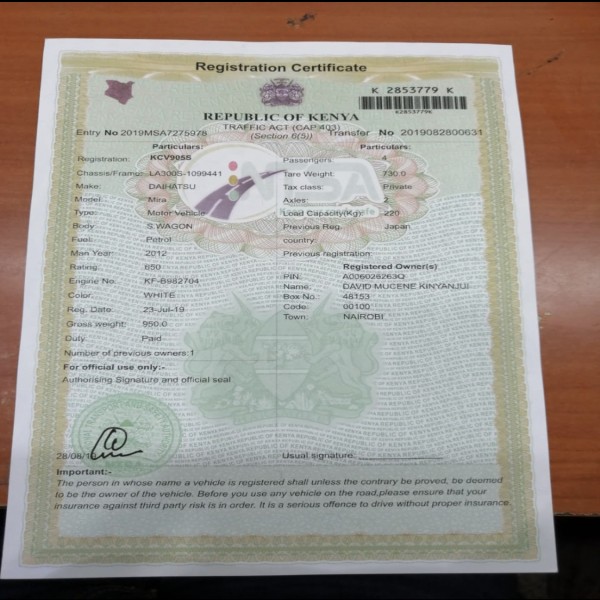 Registration Certificate
K 2853779 K
K2853779K
REPUBLIC OF KENYA
TRAFFIC ACT (CAP 403)
Entry No 2019MSA7275978 (Section 6(5)) Transfer No 2019082800631
Particulars: Particulars:
Registration: KCV905S Passengers: 4
Chassis/Frame: LA300S-1099441 Tare Weight: 730.0
Make: DAIHATSU Tax class: Private
Model: Mira Axles: 2
Type: Motor Vehicle Load Capacity(Kg): 220
Body S.WAGON Previous Reg. Japan
Fuel: Petrol country:
Man Year: 2012 Previous registration:
Rating: 650 Registered Owner(s)
Engine No: KF-B982704 PIN: A006026263Q
Color: WHITE Name: DAVID MUCENE KINYANJUI
Reg. Date: 23-Jul-19 Box No: 48153
Gross weight: 950.0 Code: 00100
Duty: Paid Town: NAIROBI
Number of previous owners:1
For official use only:-
Authorising Signature and official seal
Usual signature:
Important:-
The person in whose name a vehicle is registered shall unless the contrary be proved, be deemed
to be the owner of the vehicle. Before you use any vehicle on the road,please ensure that your
insurance against third party risk is in order. It is a serious offence to drive without proper insurance.